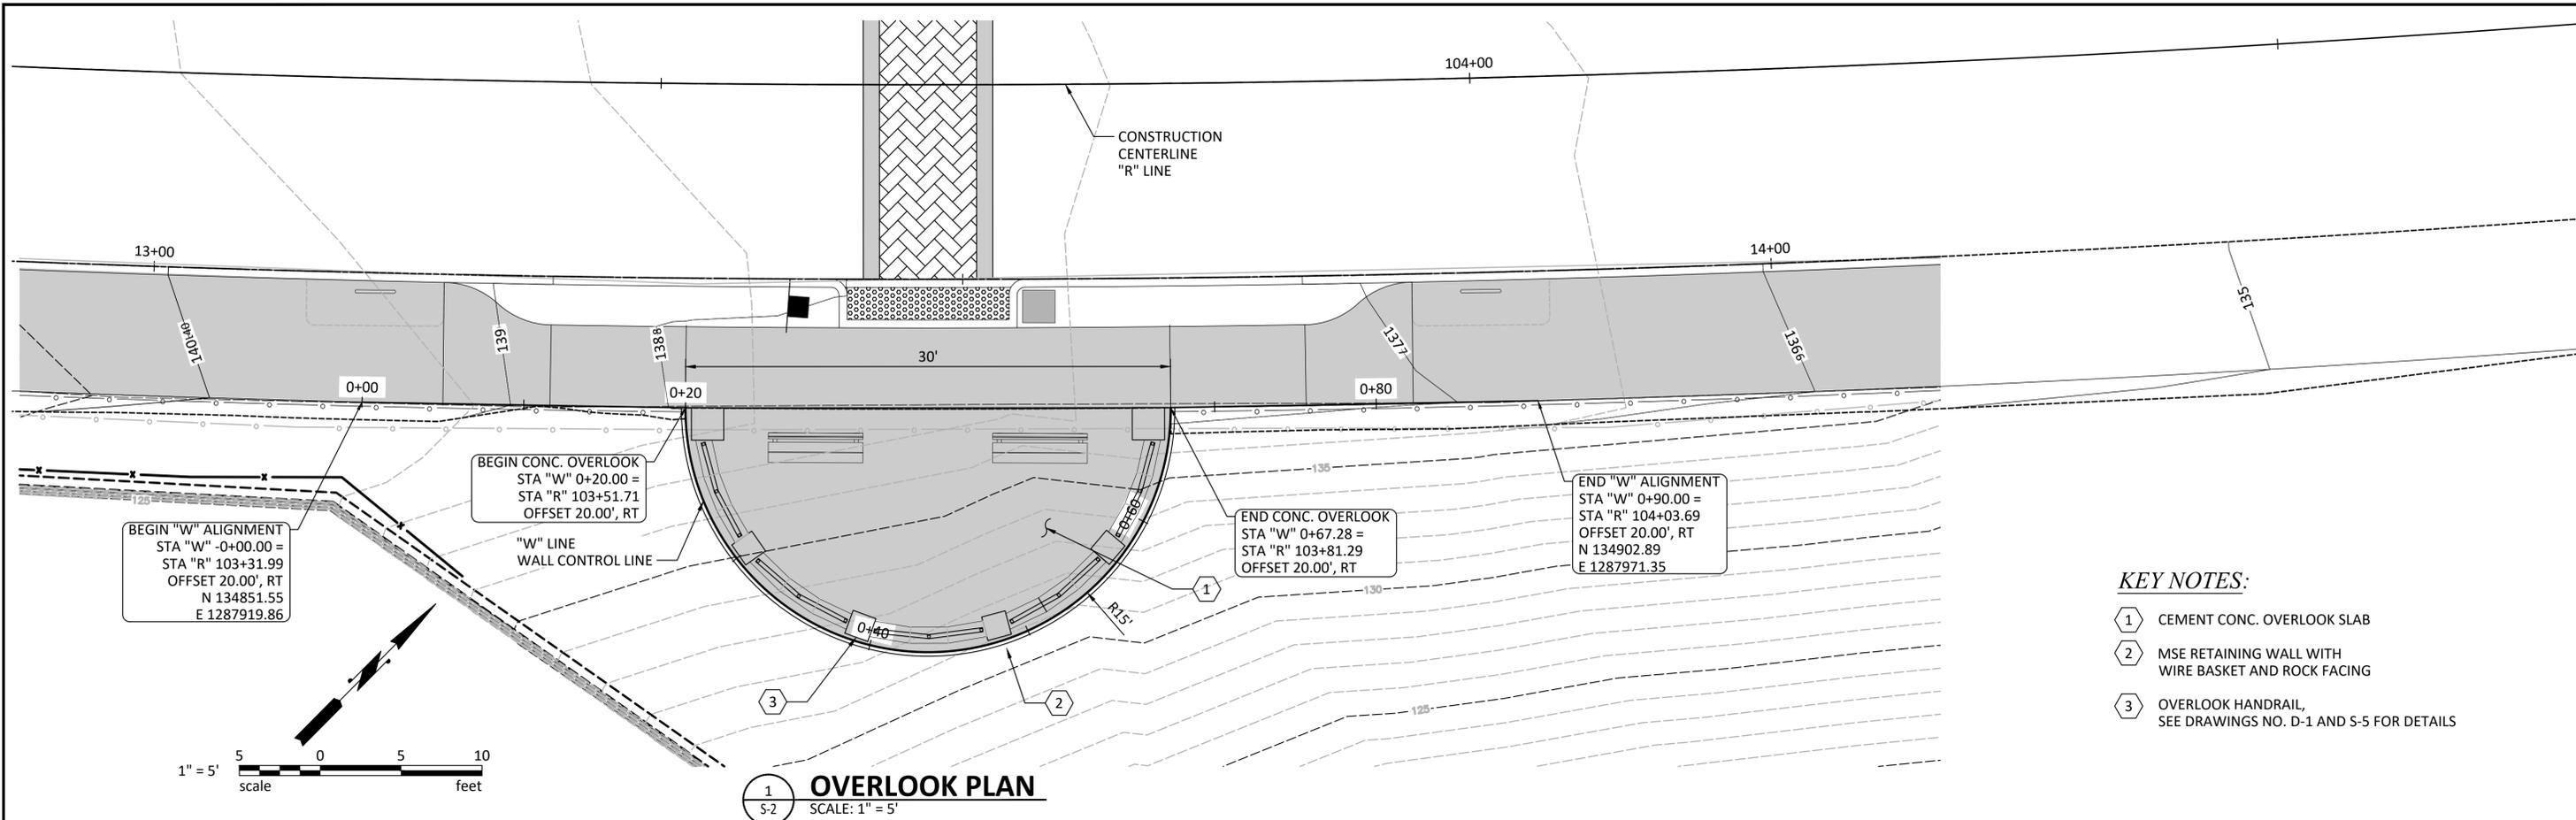 104+00
CONSTRUCTION
CENTERLINE
"R" LINE
13+00
14+00
140
139
138
137
136
135
30'
0+00
0+20
0+80
BEGIN CONC. OVERLOOK
STA "W" 0+20.00 =
STA "R" 103+51.71
OFFSET 20.00', RT
"W" LINE
WALL CONTROL LINE
125
BEGIN "W" ALIGNMENT
STA "W" -0+00.00 =
STA "R" 103+31.99
OFFSET 20.00', RT
N 134851.55
E 1287919.86
0+60
0+40
R15'
135
END CONC. OVERLOOK
STA "W" 0+67.28 =
STA "R" 103+81.29
OFFSET 20.00', RT
END "W" ALIGNMENT
STA "W" 0+90.00 =
STA "R" 104+03.69
OFFSET 20.00', RT
N 134902.89
E 1287971.35
130
125
1
2
3
KEY NOTES:
1 CEMENT CONC. OVERLOOK SLAB
2 MSE RETAINING WALL WITH
WIRE BASKET AND ROCK FACING
3 OVERLOOK HANDRAIL,
SEE DRAWINGS NO. D-1 AND S-5 FOR DETAILS
5 0 5 10
1" = 5'
scale feet
1
S-2
OVERLOOK PLAN
SCALE: 1" = 5'